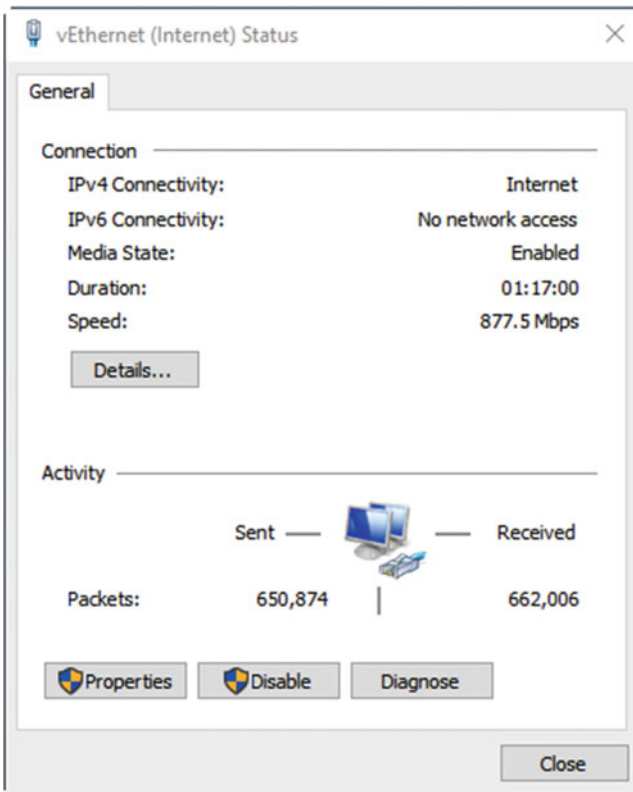 vEthernet (Internet) Status
General
Connection
IPv4 Connectivity: Internet
IPv6 Connectivity: No network access
Media State: Enabled
Duration: 01:17:00
Speed: 877.5 Mbps
Details...
Activity
Sent Received
Packets: 650,874 662,006
Properties Disable Diagnose
Close